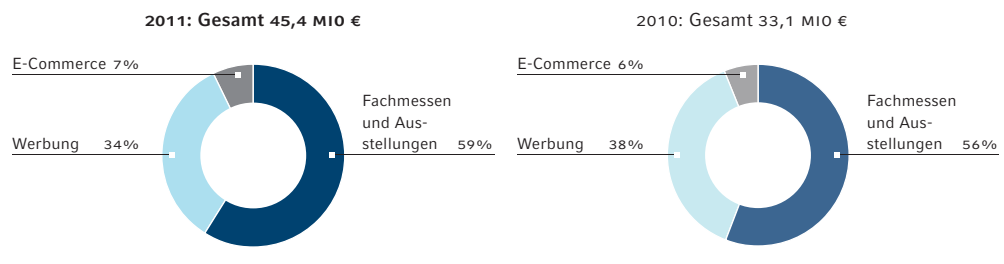 2011: Gesamt 45,4 MIO €
E-Commerce 7%
Fachmessen
und Aus-
stellungen 59%
Werbung 34%
2010: Gesamt 33,1 MIO €
E-Commerce 6%
Fachmessen
und Aus-
stellungen 56%
Werbung 38%